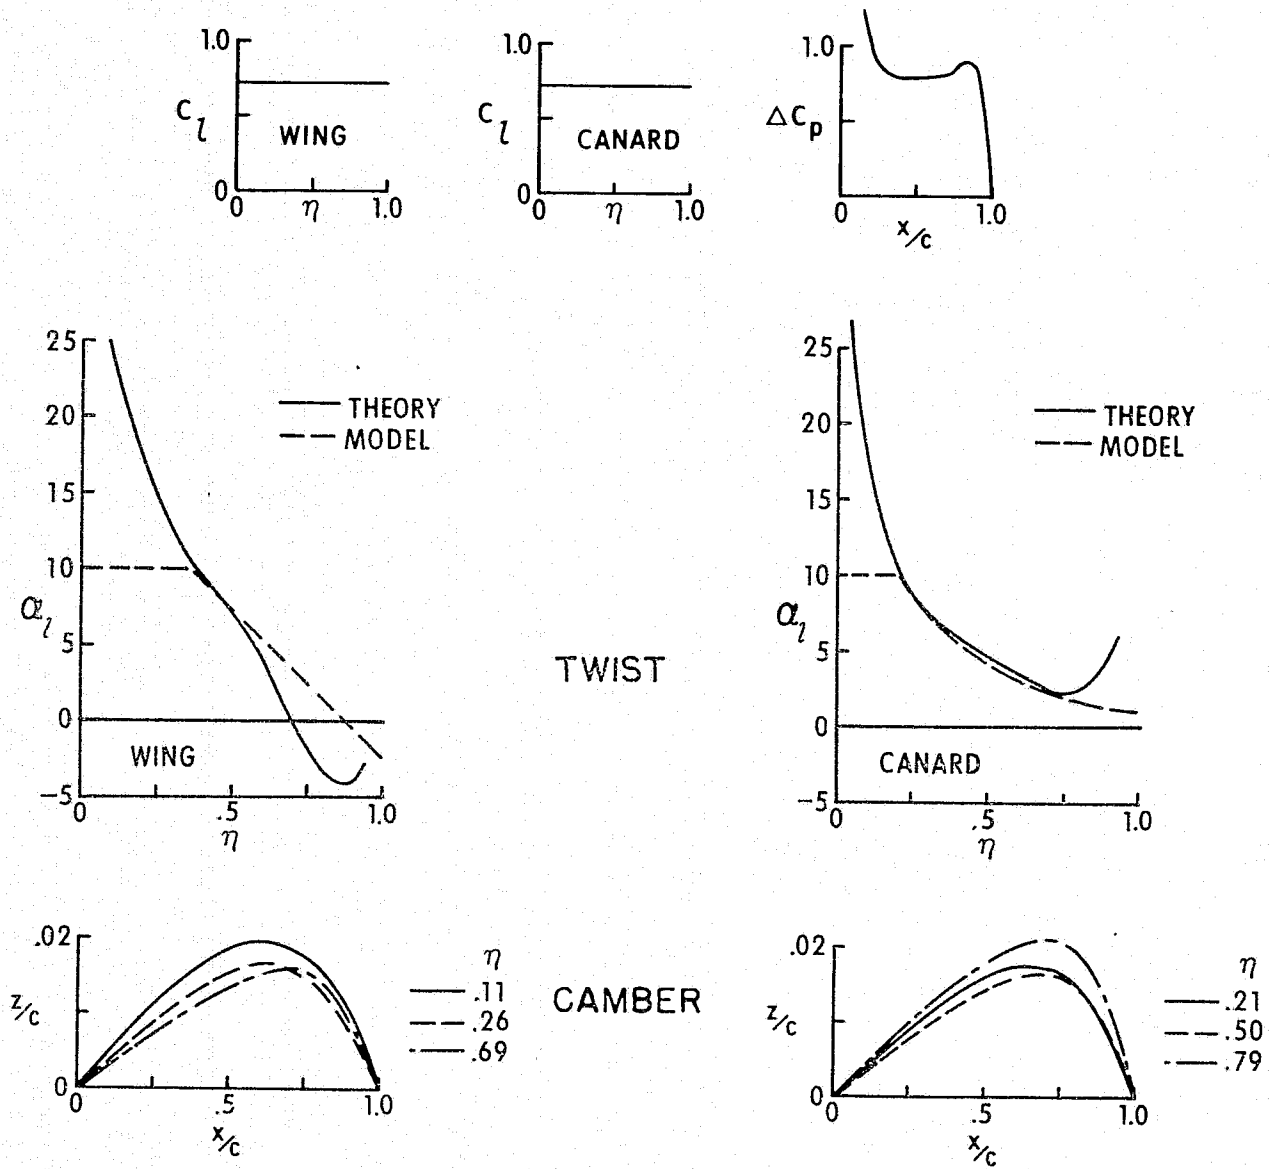 1.0
C_l
WING
0
0
η
1.0
1.0
C_l
CANARD
0
0
η
1.0
1.0
ΔC_p
0
x/c
1.0
25
20
15
10
α_l
5
0
-5
THEORY
MODEL
WING
0
.5
1.0
η
TWIST
25
20
15
10
α_l
5
0
-5
THEORY
MODEL
CANARD
0
.5
1.0
η
.02
z/c
0
0
.5
1.0
x/c
η
.11
.26
.69
CAMBER
.02
z/c
0
0
.5
1.0
x/c
η
.21
.50
.79